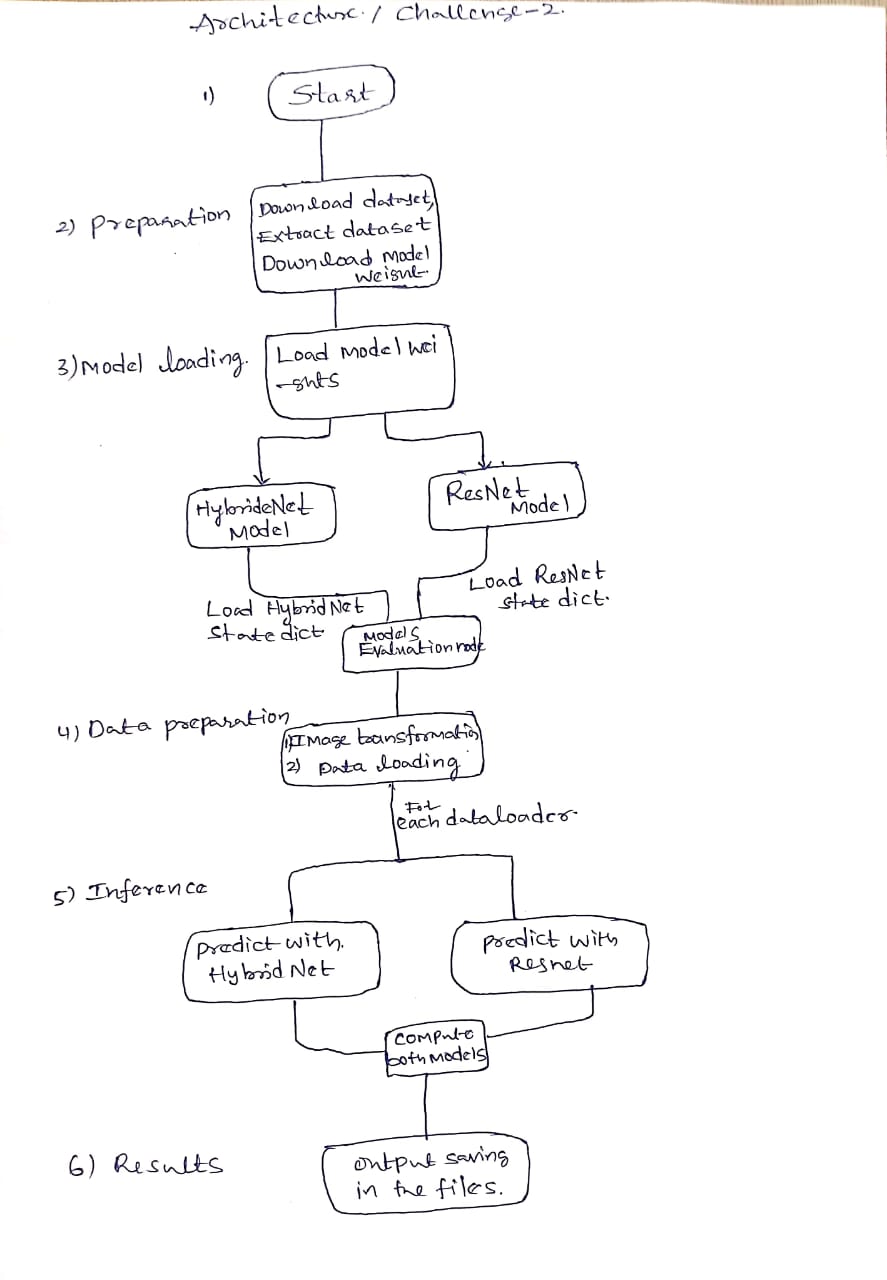 Architecture / Challenge-2.
1) Start
2) Preparation
Download dataset,
Extract dataset
Download Model
Weight.
3) Model loading.
Load Model wei
-ghts
HybrideNet
Model
ResNet
Model
Load HybridNet
State dict
Load ResNet
state dict.
Models
Evaluation node
4) Data preparation
1) Image transformation
2) Data loading
For
each dataloader
5) Inference
Predict with.
Hybrid Net
Predict with
Resnet
Compute
both Models
6) Results
Output saving
in the files.